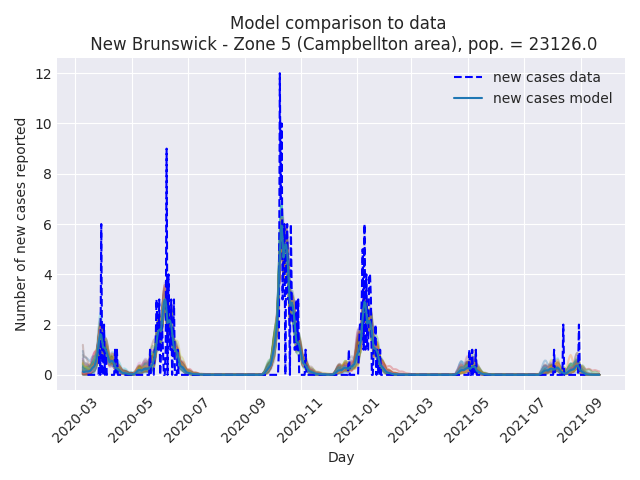 Model comparison to data
New Brunswick - Zone 5 (Campbellton area), pop. = 23126.0
new cases data
new cases model
Number of new cases reported
12
10
8
6
4
2
0
2020-03
2020-05
2020-07
2020-09
2020-11
2021-01
2021-03
2021-05
2021-07
2021-09
Day